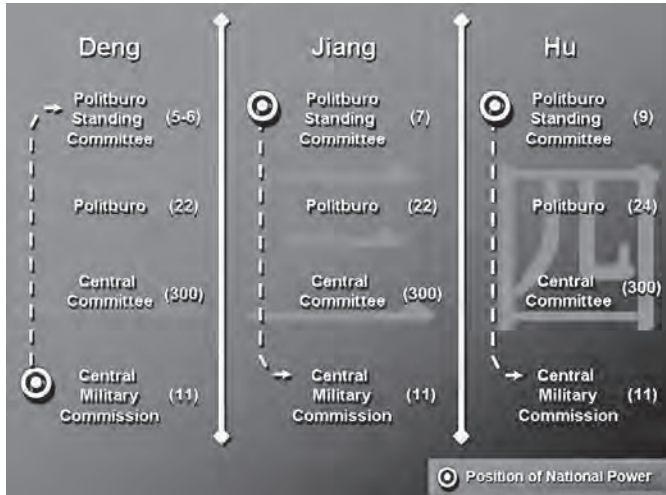 Deng
Politburo
Standing (5-6)
Committee
Politburo (22)
Central
Committee (300)
Central
Military (11)
Commission
Jiang
三
Politburo
Standing (7)
Committee
Politburo (22)
Central
Committee (300)
Central
Military (11)
Commission
Hu
四
Politburo
Standing (9)
Committee
Politburo (24)
Central
Committee (300)
Central
Military (11)
Commission
Position of National Power